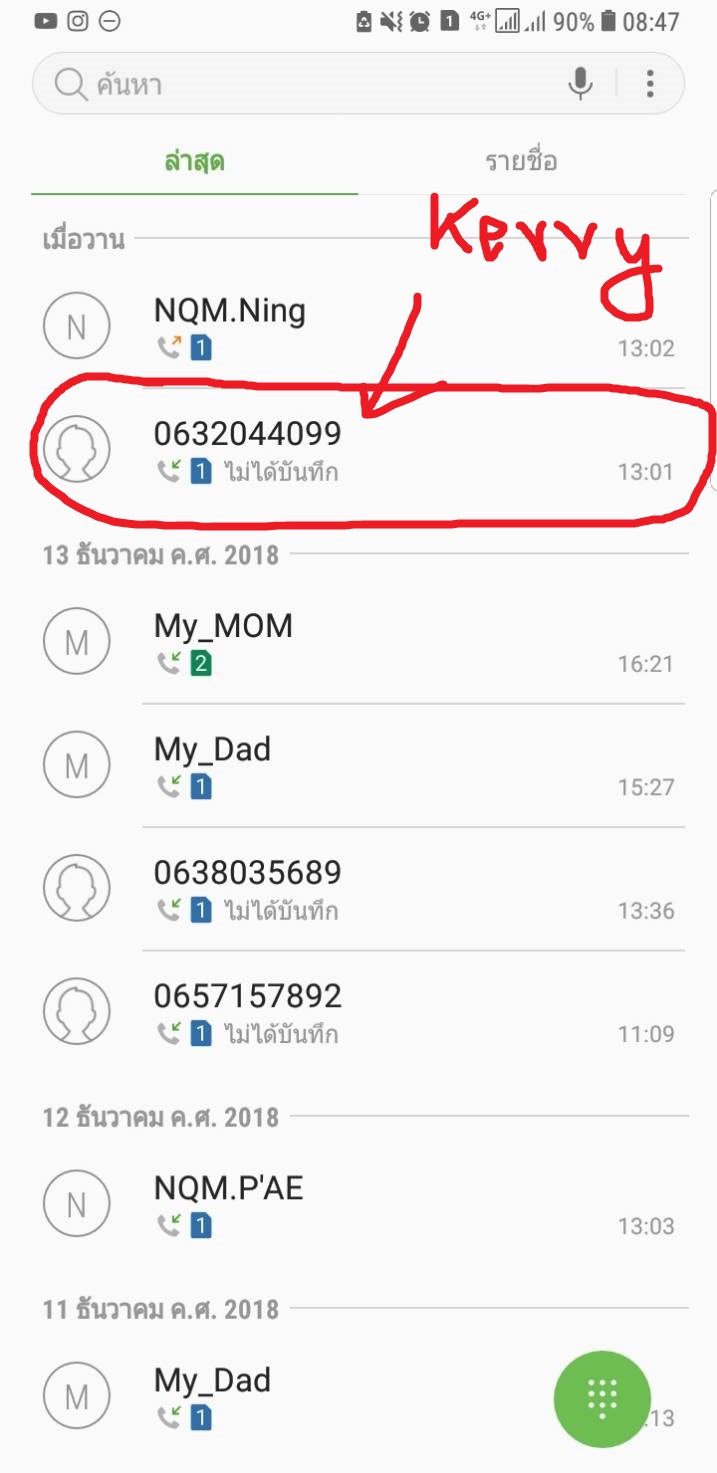 1 4G+ 90% 08:47
ค้นหา
ล่าสุด รายชื่อ
Kerry
เมื่อวาน
N NQM.Ning
1 13:02
0632044099
1 ไม่ได้บันทึก 13:01
13 ธันวาคม ค.ศ. 2018
M My_MOM
2 16:21
M My_Dad
1 15:27
0638035689
1 ไม่ได้บันทึก 13:36
0657157892
1 ไม่ได้บันทึก 11:09
12 ธันวาคม ค.ศ. 2018
N NQM.P'AE
1 13:03
11 ธันวาคม ค.ศ. 2018
M My_Dad
1 :13